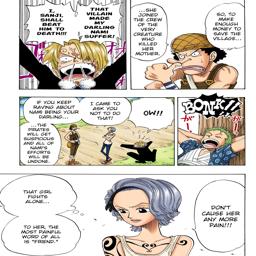 SO, TO MAKE
ENOUGH
MONEY TO SAVE
THE VILLAGE...
...SHE
JOINED
THE CREW
OF THE
VERY
CREATURE
WHO
KILLED HER
MOTHER.
THAT
VILLAIN
MADE MY
DARLING
NAMI
SUFFER!
SANJI,
SHALL
BEAT
HIM TO
DEATH!!!
BONK!!
OW!!
I CAME TO
ASK YOU
NOT TO DO
THAT!
IF YOU KEEP
RAVING ABOUT
NAMI BEING YOUR
DARLING...
...THE
PIRATES WILL
GET
SUSPICIOUS
AND ALL OF
NAMI'S
EFFORTS
WILL BE
UNDONE.
THAT GIRL
FIGHTS
ALONE...
TO HER, THE
MOST PAINFUL
WORD OF ALL
IS "FRIEND."
DON'T
CAUSE HER
ANY MORE
PAIN!!!